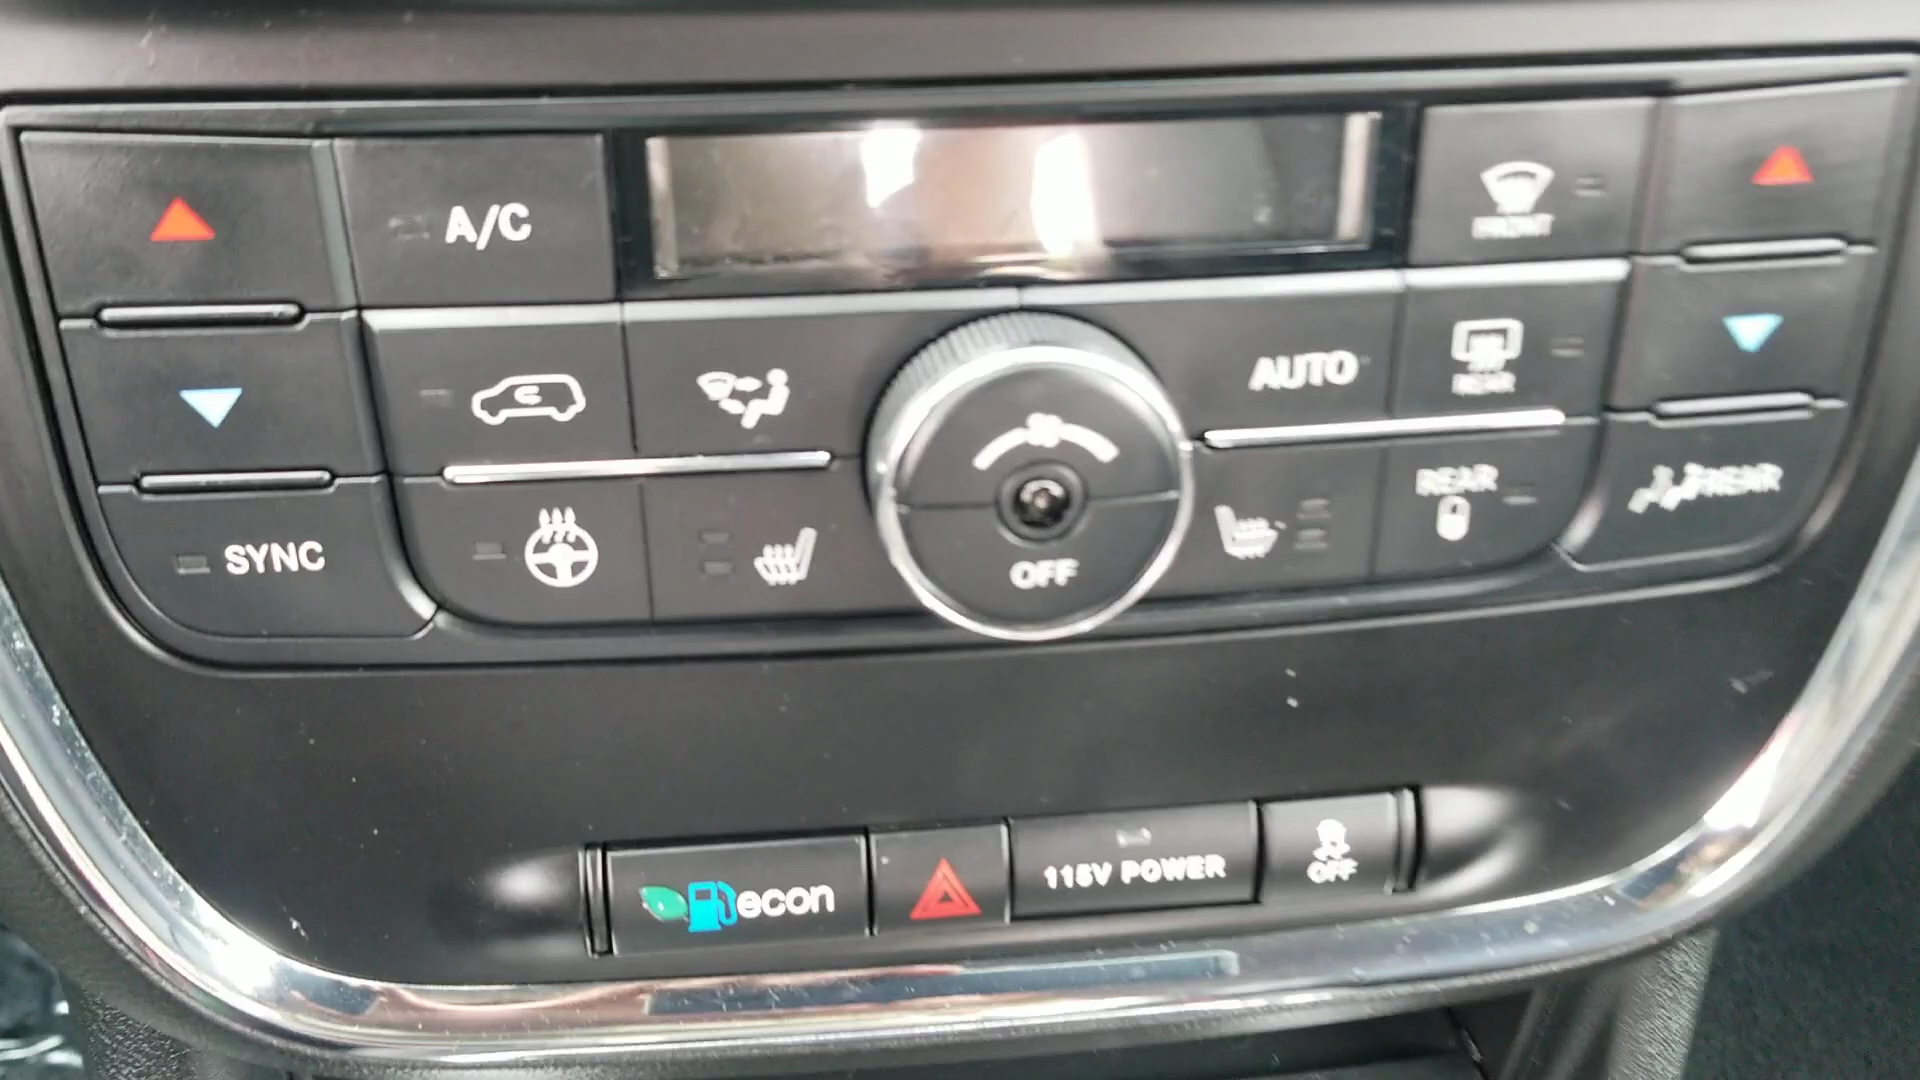 A/C
FRONT
AUTO
REAR
SYNC
OFF
REAR
REAR
econ
115V POWER
OFF